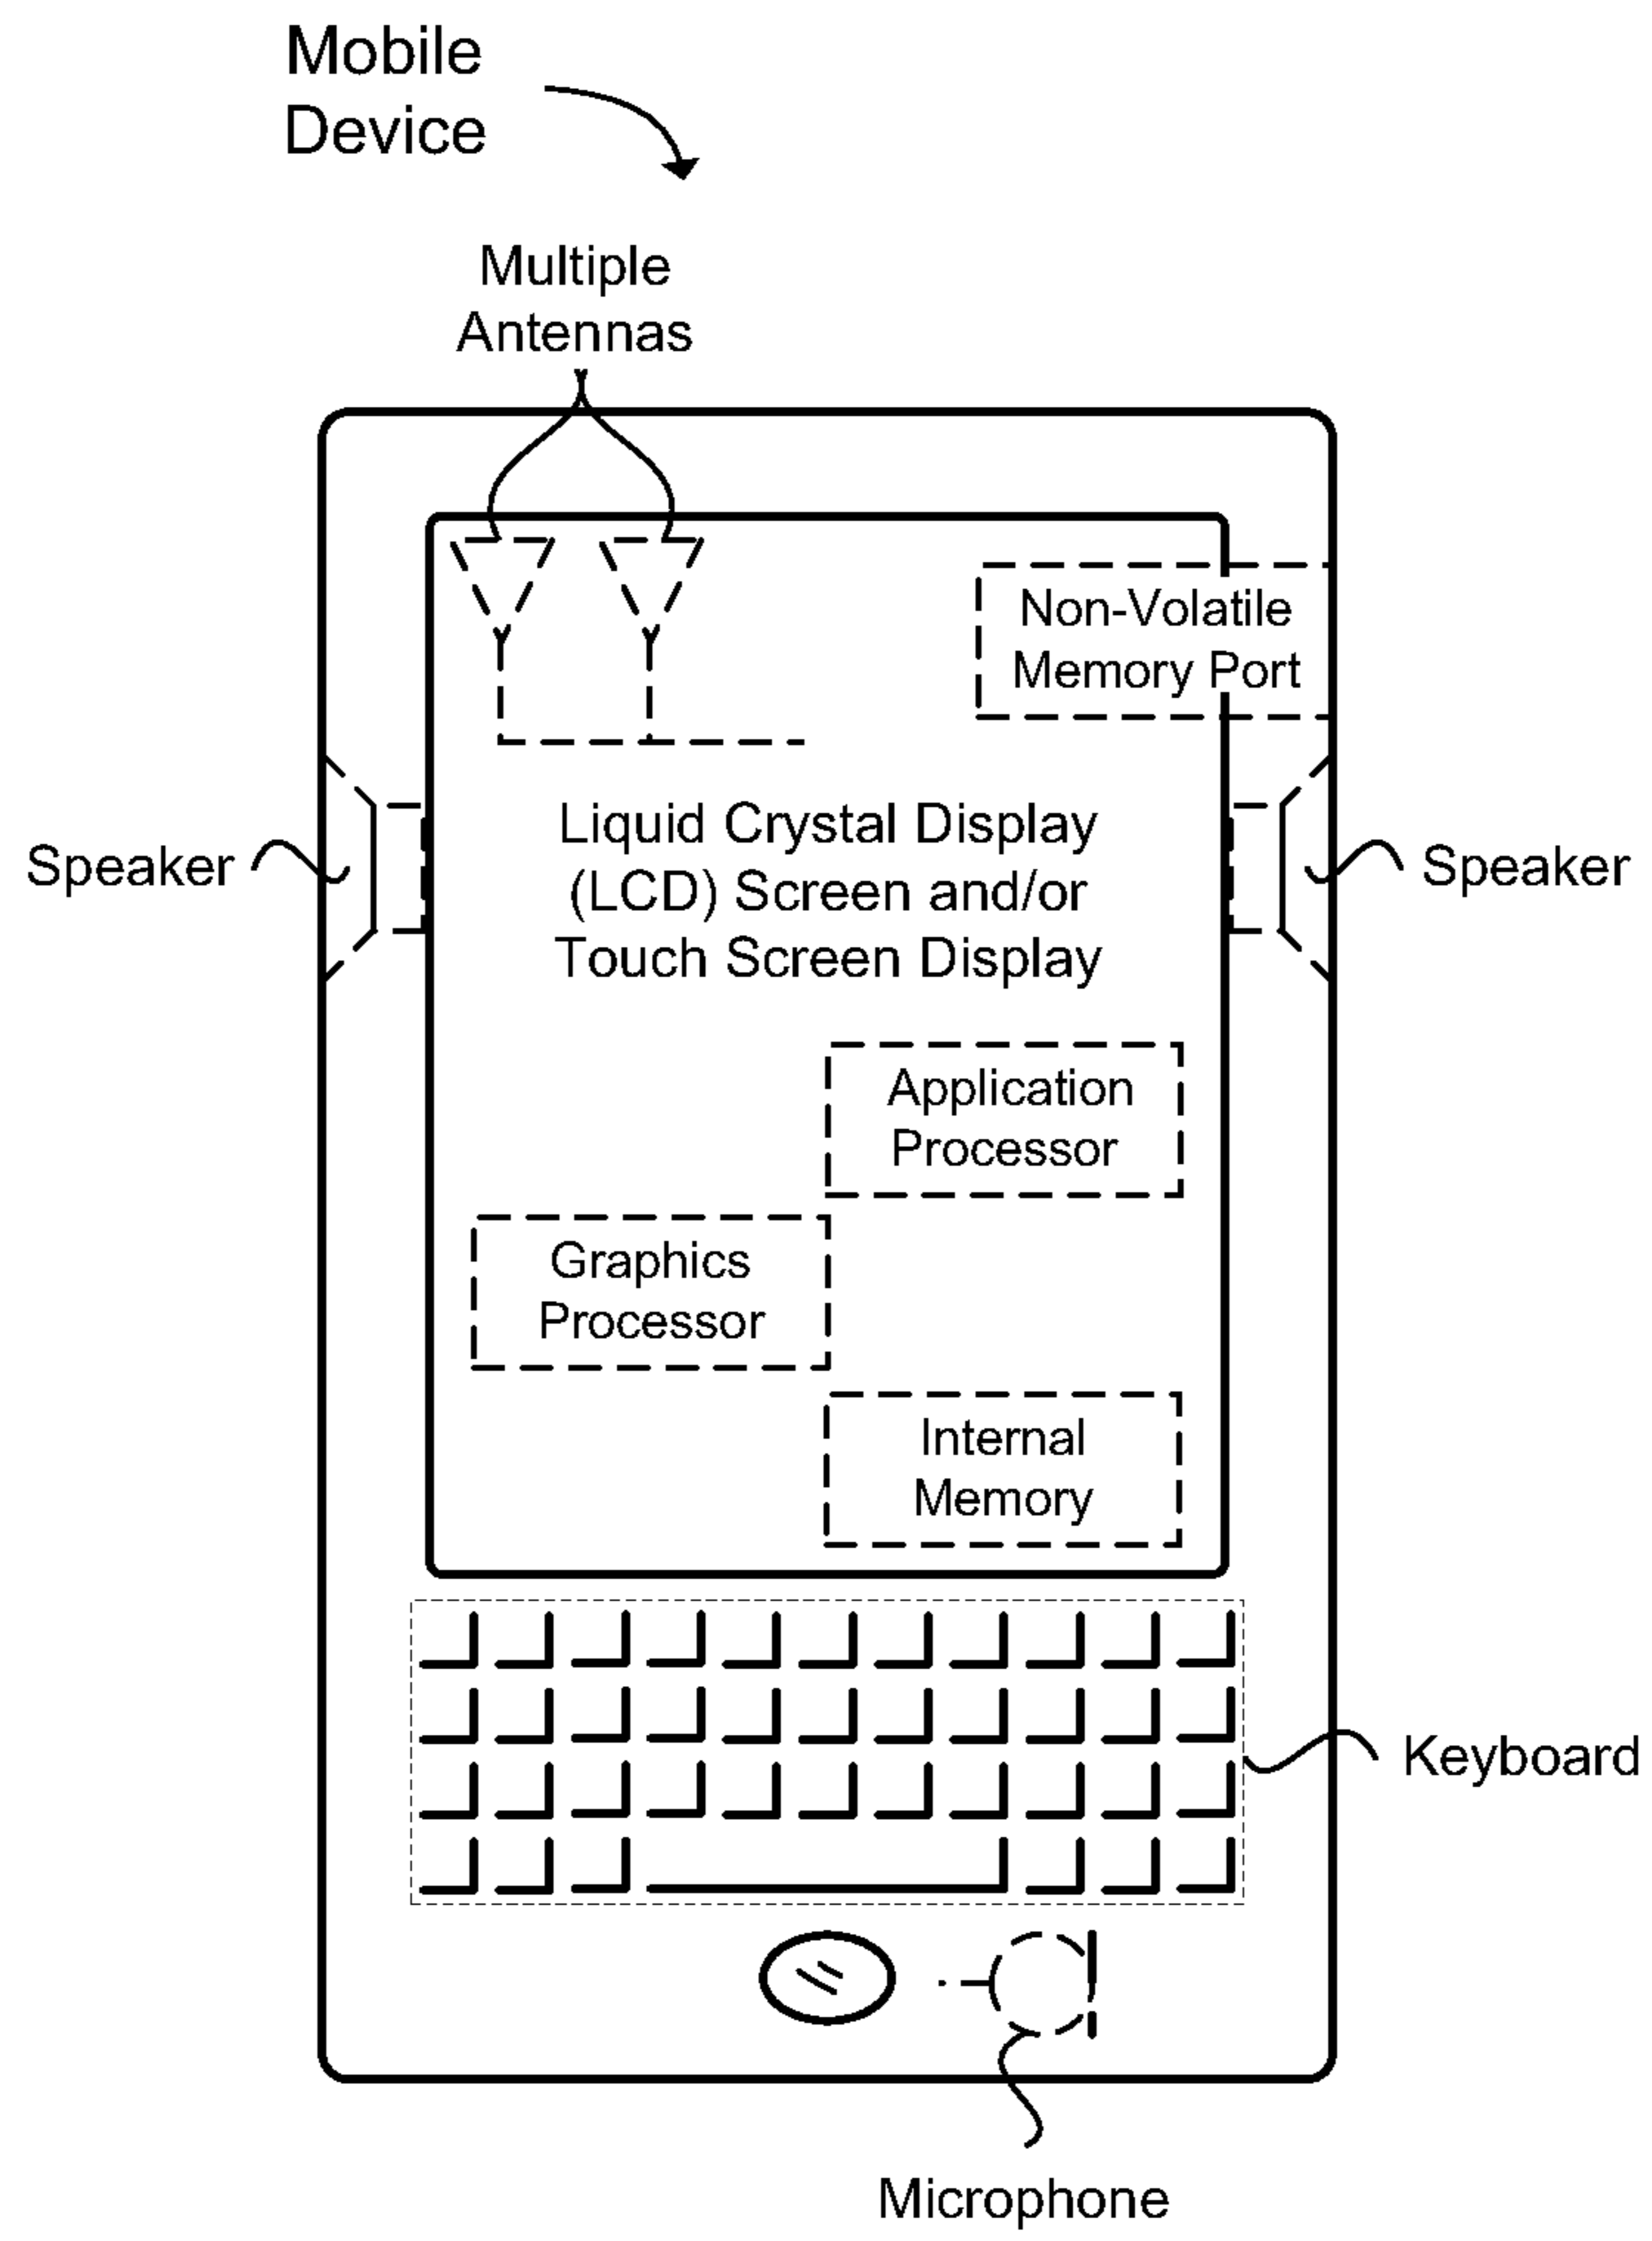 Mobile
Device
Multiple
Antennas
Non-Volatile
Memory Port
Liquid Crystal Display
(LCD) Screen and/or
Touch Screen Display
Speaker
Speaker
Application
Processor
Graphics
Processor
Internal
Memory
Keyboard
Microphone